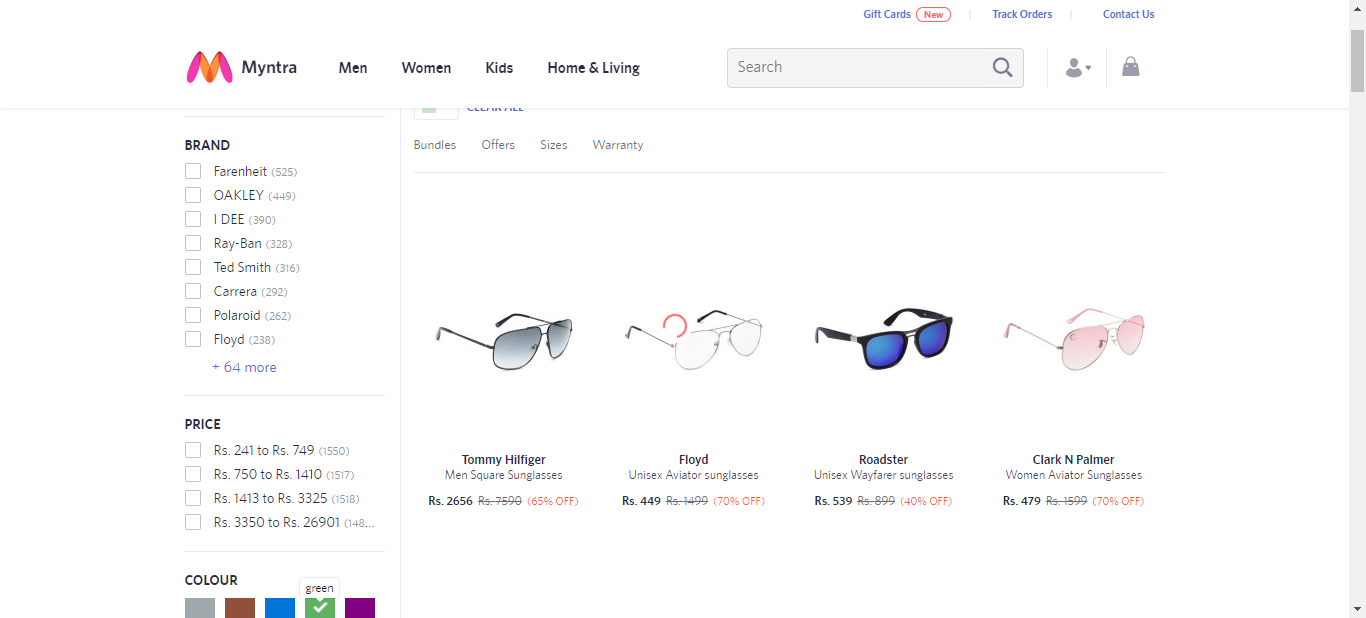 Gift Cards New Track Orders Contact Us
Myntra Men Women Kids Home & Living Search
CLEAR ALL
Bundles Offers Sizes Warranty
BRAND
Farenheit (525)
OAKLEY (449)
I DEE (390)
Ray-Ban (328)
Ted Smith (316)
Carrera (292)
Polaroid (262)
Floyd (238)
+ 64 more
PRICE
Rs. 241 to Rs. 749 (1550)
Rs. 750 to Rs. 1410 (1517)
Rs. 1413 to Rs. 3325 (1518)
Rs. 3350 to Rs. 26901 (148...
COLOUR
green
Tommy Hilfiger
Men Square Sunglasses
Rs. 2656 Rs. 7590 (65% OFF)
Floyd
Unisex Aviator sunglasses
Rs. 449 Rs. 1499 (70% OFF)
Roadster
Unisex Wayfarer sunglasses
Rs. 539 Rs. 899 (40% OFF)
Clark N Palmer
Women Aviator Sunglasses
Rs. 479 Rs. 1599 (70% OFF)